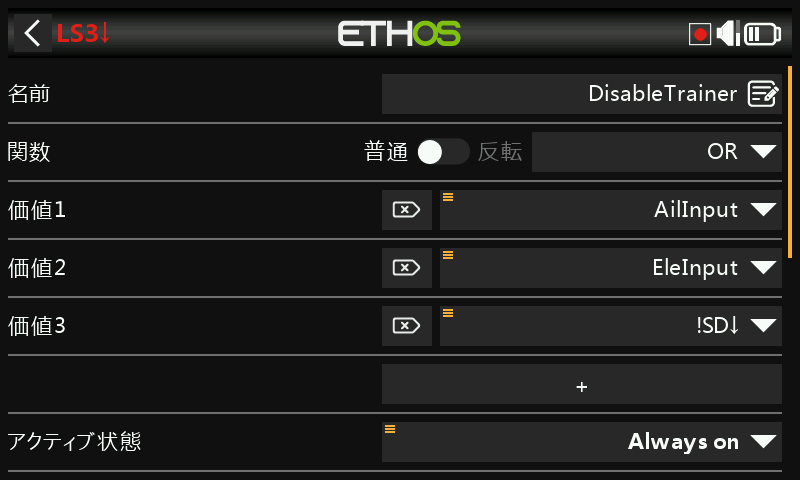 LS3↓ ETHOS
名前 DisableTrainer
関数 普通 反転 OR
価値1 AilInput
価値2 EleInput
価値3 !SD↓
+
アクティブ状態 Always on